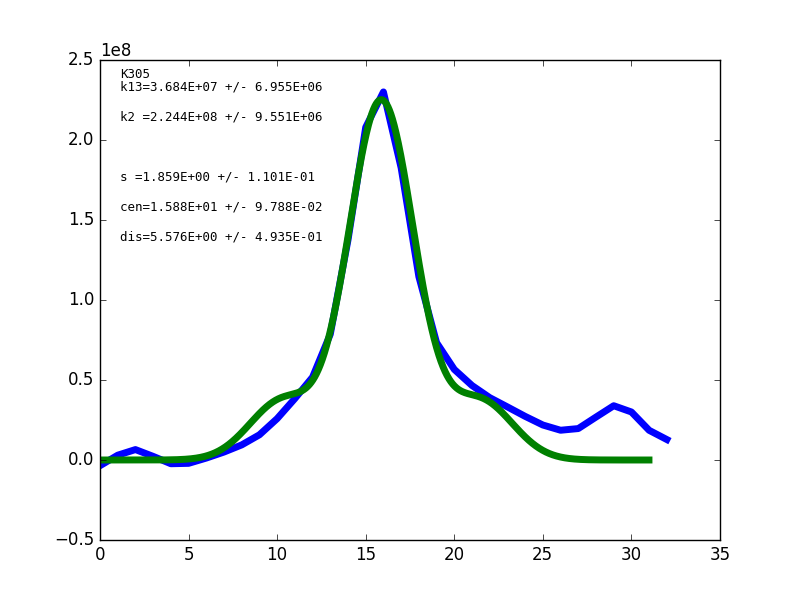 1e8
2.5
K305
k13=3.684E+07 +/- 6.955E+06
k2 =2.244E+08 +/- 9.551E+06
2.0
s =1.859E+00 +/- 1.101E-01
cen=1.588E+01 +/- 9.788E-02
1.5
dis=5.576E+00 +/- 4.935E-01
1.0
0.5
0.0
−0.5
0 5 10 15 20 25 30 35